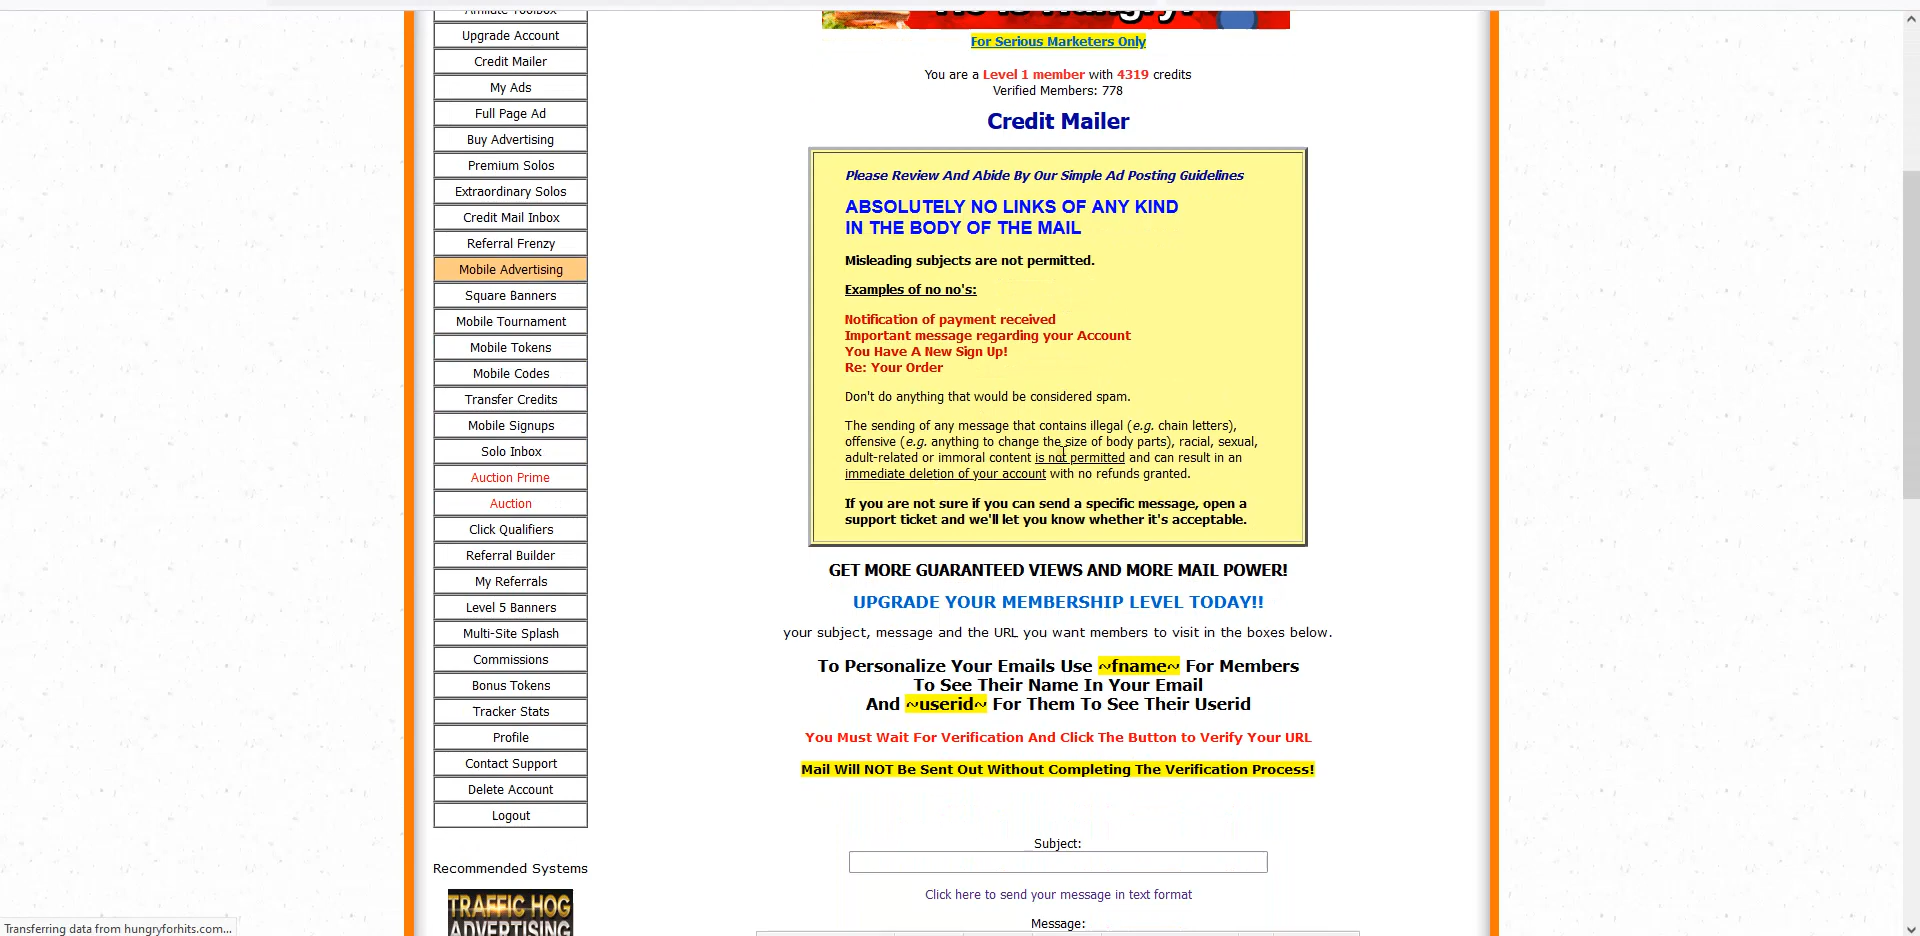 Affiliate Toolbox
Upgrade Account
Credit Mailer
My Ads
Full Page Ad
Buy Advertising
Premium Solos
Extraordinary Solos
Credit Mail Inbox
Referral Frenzy
Mobile Advertising
Square Banners
Mobile Tournament
Mobile Tokens
Mobile Codes
Transfer Credits
Mobile Signups
Solo Inbox
Auction Prime
Auction
Click Qualifiers
Referral Builder
My Referrals
Level 5 Banners
Multi-Site Splash
Commissions
Bonus Tokens
Tracker Stats
Profile
Contact Support
Delete Account
Logout
Recommended Systems
TRAFFIC HOG
ADVERTISING
For Serious Marketers Only
You are a Level 1 member with 4319 credits
Verified Members: 778
Credit Mailer
Please Review And Abide By Our Simple Ad Posting Guidelines
ABSOLUTELY NO LINKS OF ANY KIND
IN THE BODY OF THE MAIL
Misleading subjects are not permitted.
Examples of no no's:
Notification of payment received
Important message regarding your Account
You Have A New Sign Up!
Re: Your Order
Don't do anything that would be considered spam.
The sending of any message that contains illegal (e.g. chain letters),
offensive (e.g. anything to change the size of body parts), racial, sexual,
adult-related or immoral content is not permitted and can result in an
immediate deletion of your account with no refunds granted.
If you are not sure if you can send a specific message, open a
support ticket and we'll let you know whether it's acceptable.
GET MORE GUARANTEED VIEWS AND MORE MAIL POWER!
UPGRADE YOUR MEMBERSHIP LEVEL TODAY!!
your subject, message and the URL you want members to visit in the boxes below.
To Personalize Your Emails Use ~fname~ For Members
To See Their Name In Your Email
And ~userid~ For Them To See Their Userid
You Must Wait For Verification And Click The Button to Verify Your URL
Mail Will NOT Be Sent Out Without Completing The Verification Process!
Subject:
Click here to send your message in text format
Message:
Transferring data from hungryforhits.com...